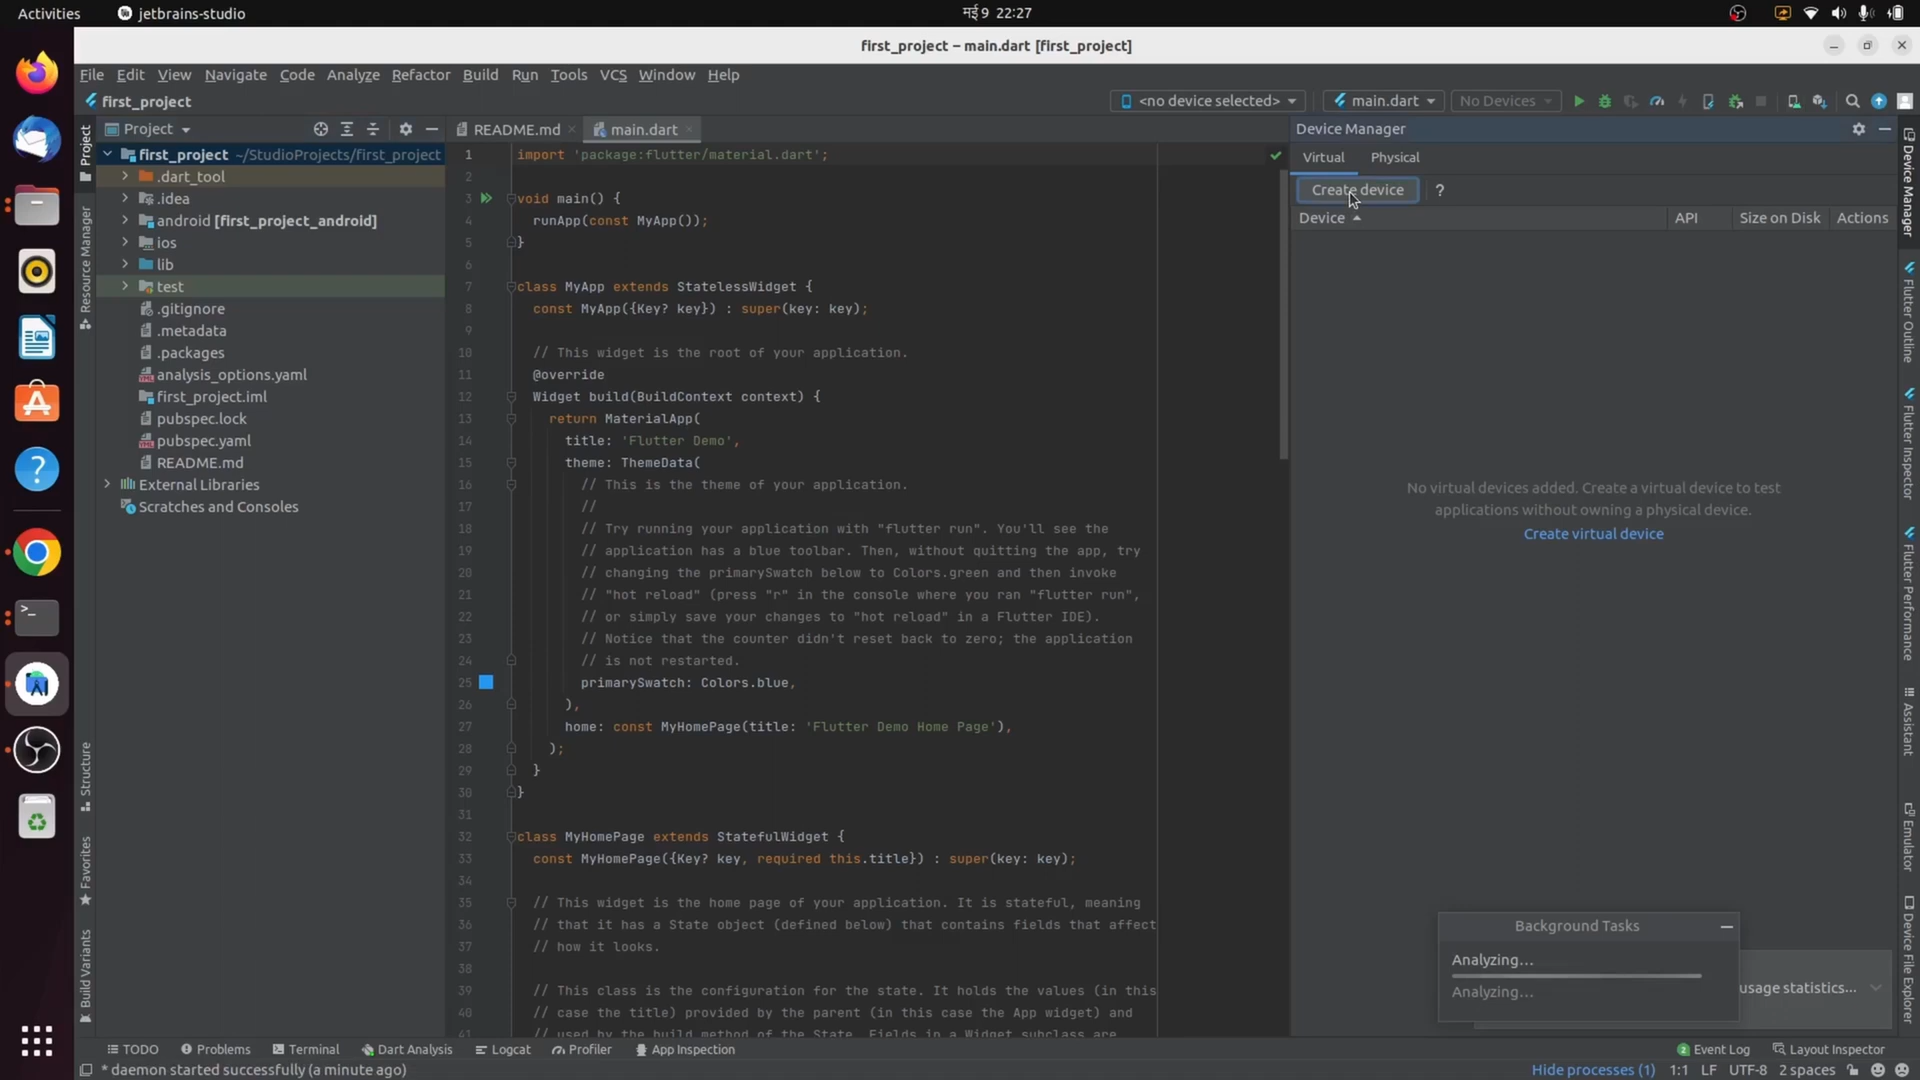 Activities
jetbrains-studio
मई 9 22:27
first_project – main.dart [first_project]
File Edit View Navigate Code Analyze Refactor Build Run Tools VCS Window Help
first_project
<no device selected>
main.dart
No Devices
Project
README.md
main.dart
Device Manager
first_project ~/StudioProjects/first_project
.dart_tool
.idea
android [first_project_android]
ios
lib
test
.gitignore
.metadata
.packages
analysis_options.yaml
first_project.iml
pubspec.lock
pubspec.yaml
README.md
External Libraries
Scratches and Consoles
1 import 'package:flutter/material.dart';
2
3 void main() {
4 runApp(const MyApp());
5 }
6
7 class MyApp extends StatelessWidget {
8 const MyApp({Key? key}) : super(key: key);
9
10 // This widget is the root of your application.
11 @override
12 Widget build(BuildContext context) {
13 return MaterialApp(
14 title: 'Flutter Demo',
15 theme: ThemeData(
16 // This is the theme of your application.
17 //
18 // Try running your application with "flutter run". You'll see the
19 // application has a blue toolbar. Then, without quitting the app, try
20 // changing the primarySwatch below to Colors.green and then invoke
21 // "hot reload" (press "r" in the console where you ran "flutter run",
22 // or simply save your changes to "hot reload" in a Flutter IDE).
23 // Notice that the counter didn't reset back to zero; the application
24 // is not restarted.
25 primarySwatch: Colors.blue,
26 ),
27 home: const MyHomePage(title: 'Flutter Demo Home Page'),
28 );
29 }
30 }
31
32 class MyHomePage extends StatefulWidget {
33 const MyHomePage({Key? key, required this.title}) : super(key: key);
34
35 // This widget is the home page of your application. It is stateful, meaning
36 // that it has a State object (defined below) that contains fields that affect
37 // how it looks.
38
39 // This class is the configuration for the state. It holds the values (in this
40 // case the title) provided by the parent (in this case the App widget) and
41 // used by the build method of the State. Fields in a Widget subclass are
Virtual Physical
Create device ?
Device API Size on Disk Actions
No virtual devices added. Create a virtual device to test
applications without owning a physical device.
Create virtual device
Background Tasks
Analyzing...
Analyzing...
usage statistics...
Project
Resource Manager
Structure
Favorites
Build Variants
Device Manager
Flutter Outline
Flutter Inspector
Flutter Performance
Assistant
Emulator
Device File Explorer
TODO Problems Terminal Dart Analysis Logcat Profiler App Inspection
2 Event Log Layout Inspector
* daemon started successfully (a minute ago)
Hide processes (1) 1:1 LF UTF-8 2 spaces